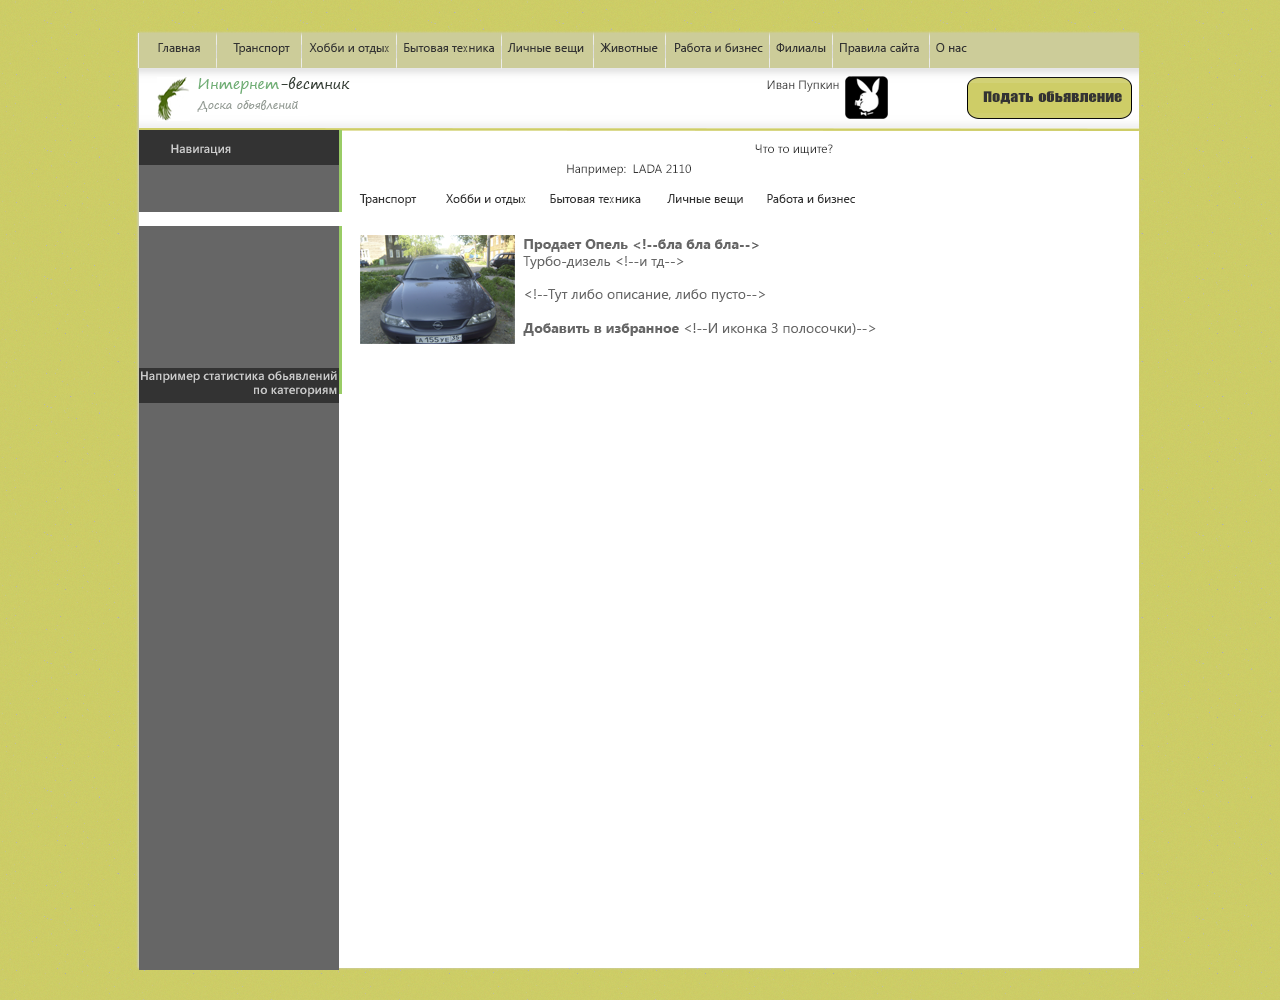 Главная Транспорт Хобби и отдых Бытовая техника Личные вещи Животные Работа и бизнес Филиалы Правила сайта О нас
Интернет-вестник
Доска обьявлений
Иван Пупкин
Подать обьявление
Навигация
Что то ищите?
Например: LADA 2110
Транспорт Хобби и отдых Бытовая техника Личные вещи Работа и бизнес
Продает Опель <!--бла бла бла-->
Турбо-дизель <!--и тд-->
<!--Тут либо описание, либо пусто-->
Добавить в избранное <!--И иконка 3 полосочки)-->
А155УЕ 35
Например статистика обьявлений
по категориям